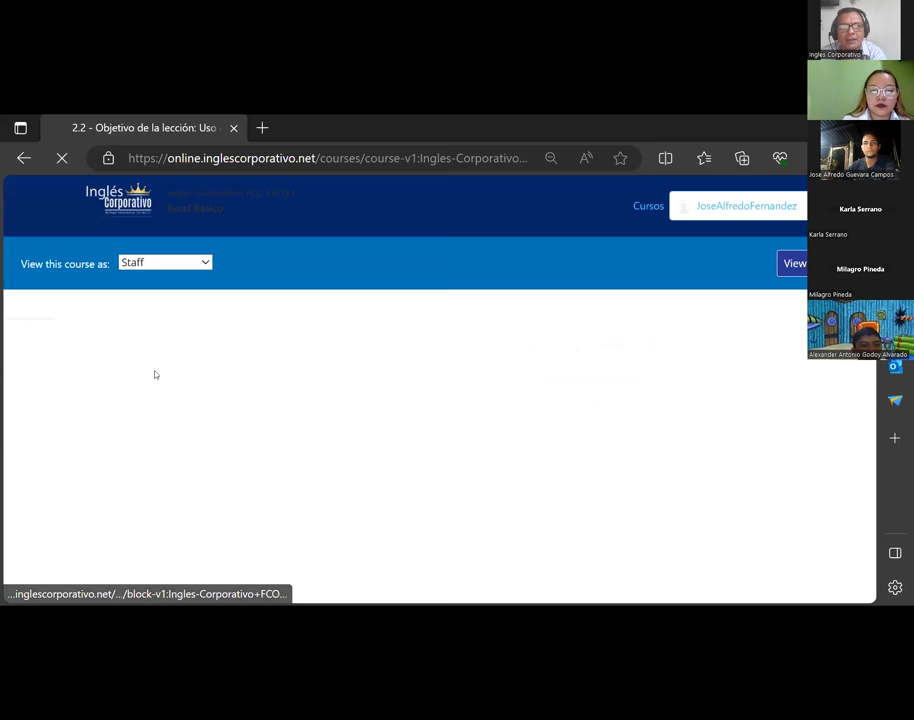 2.2 - Objetivo de la lección: Uso
https://online.inglescorporativo.net/courses/course-v1:Ingles-Corporativo...
Inglés
Corporativo
Excel Básico
Cursos
JoseAlfredoFernandez
View this course as:
Staff
View
...inglescorporativo.net/.../block-v1:Ingles-Corporativo+FCO...
Ingles Corporativo
Jose Alfredo Guevara Campos
Karla Serrano
Karla Serrano
Milagro Pineda
Milagro Pineda
Alexander Antonio Godoy Alvarado